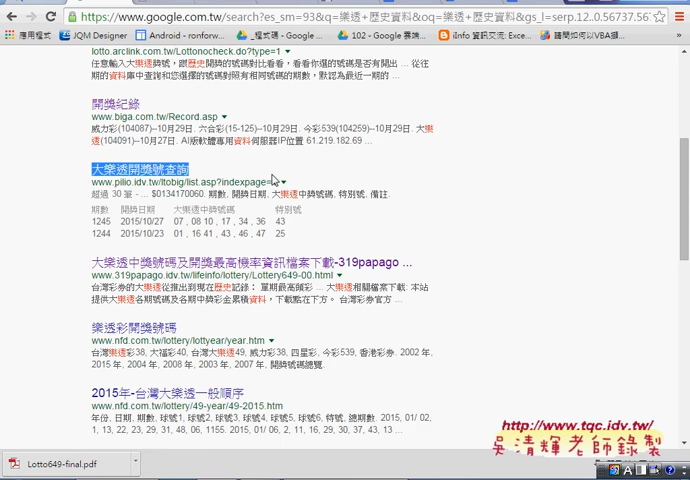 https://www.google.com.tw/search?es_sm=93&q=樂透+歷史資料&oq=樂透+歷史資料&gs_l=serp.12..0.56737.567
應用程式 JQM Designer Android - ronforw... _程式碼 - Google ... 102 - Google 雲端... iInfo 資訊交流: Exce... 請問如何以VBA擷...
lotto.arclink.com.tw/Lottonocheck.do?type=1
任意輸入大樂透牌號，跟歷史開獎的號碼對比看看，看看你選的號碼是否有開出 ... 從往
期的資料庫中查詢和您選擇的號碼對照有相同號碼的期數，默認為最近一期的 ...
開獎紀錄
www.biga.com.tw/Record.asp
威力彩(104087)--10月29日. 六合彩(15-125)--10月29日. 今彩539(104259)--10月29日. 大樂
透(104091)--10月27日. AI版軟體專用資料伺服器IP位置 61.219.182.69 ...
大樂透開獎號查詢
www.pilio.idv.tw/ltobig/list.asp?indexpage=
超過 30 筆 - ... $0134170060. 期數, 開獎日期, 大樂透中獎號碼, 特別號, 備註.
期數 開獎日期 大樂透中獎號碼 特別號
1245 2015/10/27 07 , 08 10 , 17 , 34 , 36 43
1244 2015/10/23 01 , 16 41 , 43 , 46 , 47 25
大樂透中獎號碼及開獎最高機率資訊檔案下載-319papago ...
www.319papago.idv.tw/lifeinfo/lottery/Lottery649-00.html
台灣彩券的大樂透從推出到現在歷史記錄： 單期最高頭彩 ... 大樂透相關檔案下載: 本站
提供大樂透各期號碼及各期中獎彩金累積資料，下載點在下方。 台灣彩券官方 ...
樂透彩開獎號碼
www.nfd.com.tw/lottery/lottyear/year.htm
台灣樂透彩38, 大福彩40, 台灣大樂透49, 威力彩38, 四星彩, 今彩539, 香港彩券. 2002 年,
2015 年, 2004 年, 2008 年, 2003 年, 2007 年, 開獎號碼總覽.
2015年-台灣大樂透一般順序
www.nfd.com.tw/lottery/49-year/49-2015.htm
年份, 日期, 期數, 球號1, 球號2, 球號3, 球號4, 球號5, 球號6, 特號, 總期數. 2015, 01/ 02,
1, 13, 22, 23, 29, 31, 48, 06, 1155. 2015, 01/ 06, 2, 11, 16, 29, 30, 37, 43, 13 ...
http://www.tqc.idv.tw/
吳清輝老師錄製
Lotto649-final.pdf